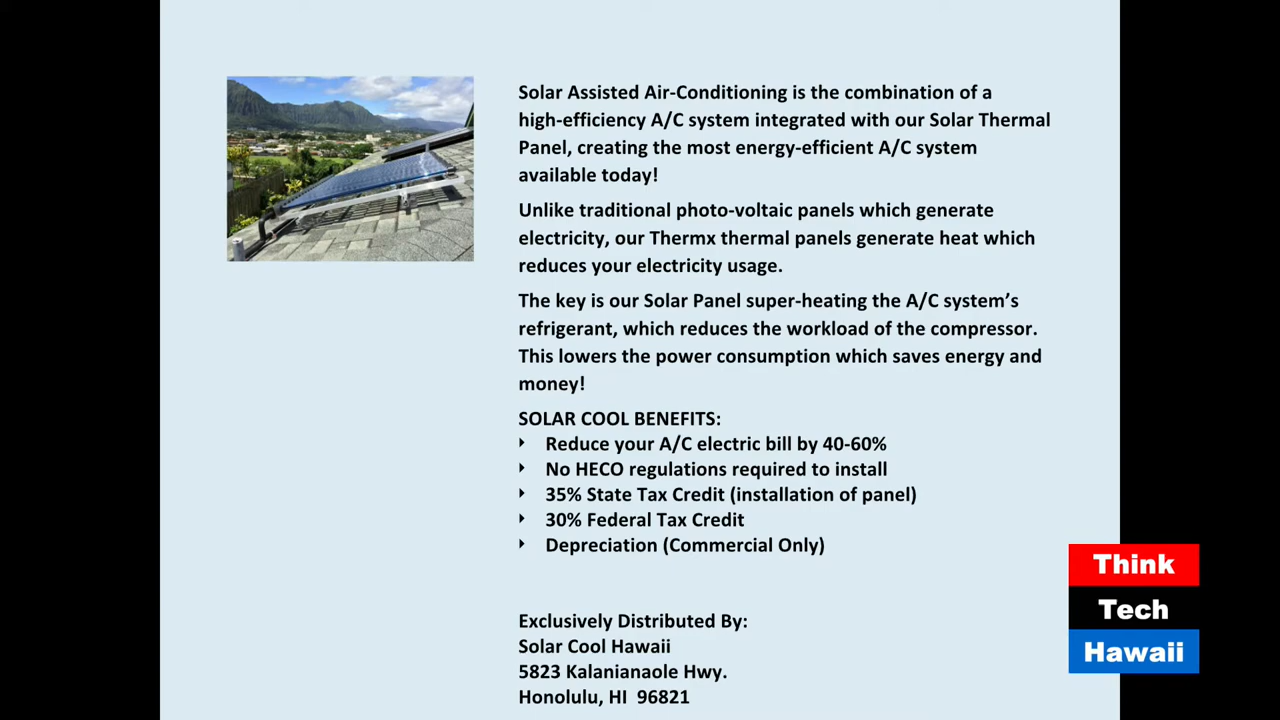 Solar Assisted Air-Conditioning is the combination of a
high-efficiency A/C system integrated with our Solar Thermal
Panel, creating the most energy-efficient A/C system
available today!
Unlike traditional photo-voltaic panels which generate
electricity, our Thermx thermal panels generate heat which
reduces your electricity usage.
The key is our Solar Panel super-heating the A/C system’s
refrigerant, which reduces the workload of the compressor.
This lowers the power consumption which saves energy and
money!
SOLAR COOL BENEFITS:
Reduce your A/C electric bill by 40-60%
No HECO regulations required to install
35% State Tax Credit (installation of panel)
30% Federal Tax Credit
Depreciation (Commercial Only)
Exclusively Distributed By:
Solar Cool Hawaii
5823 Kalanianaole Hwy.
Honolulu, HI  96821
Think
Tech
Hawaii